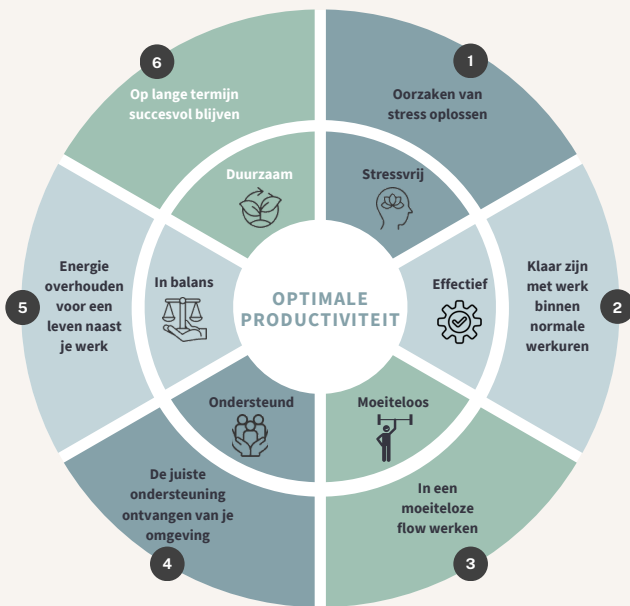 OPTIMALE
PRODUCTIVITEIT
1
Oorzaken van
stress oplossen
Stressvrij
2
Klaar zijn
met werk
binnen
normale
werkuren
Effectief
3
In een
moeiteloze
flow werken
Moeiteloos
4
De juiste
ondersteuning
ontvangen van je
omgeving
Ondersteund
5
Energie
overhouden
voor een
leven naast
je werk
In balans
6
Op lange termijn
succesvol blijven
Duurzaam